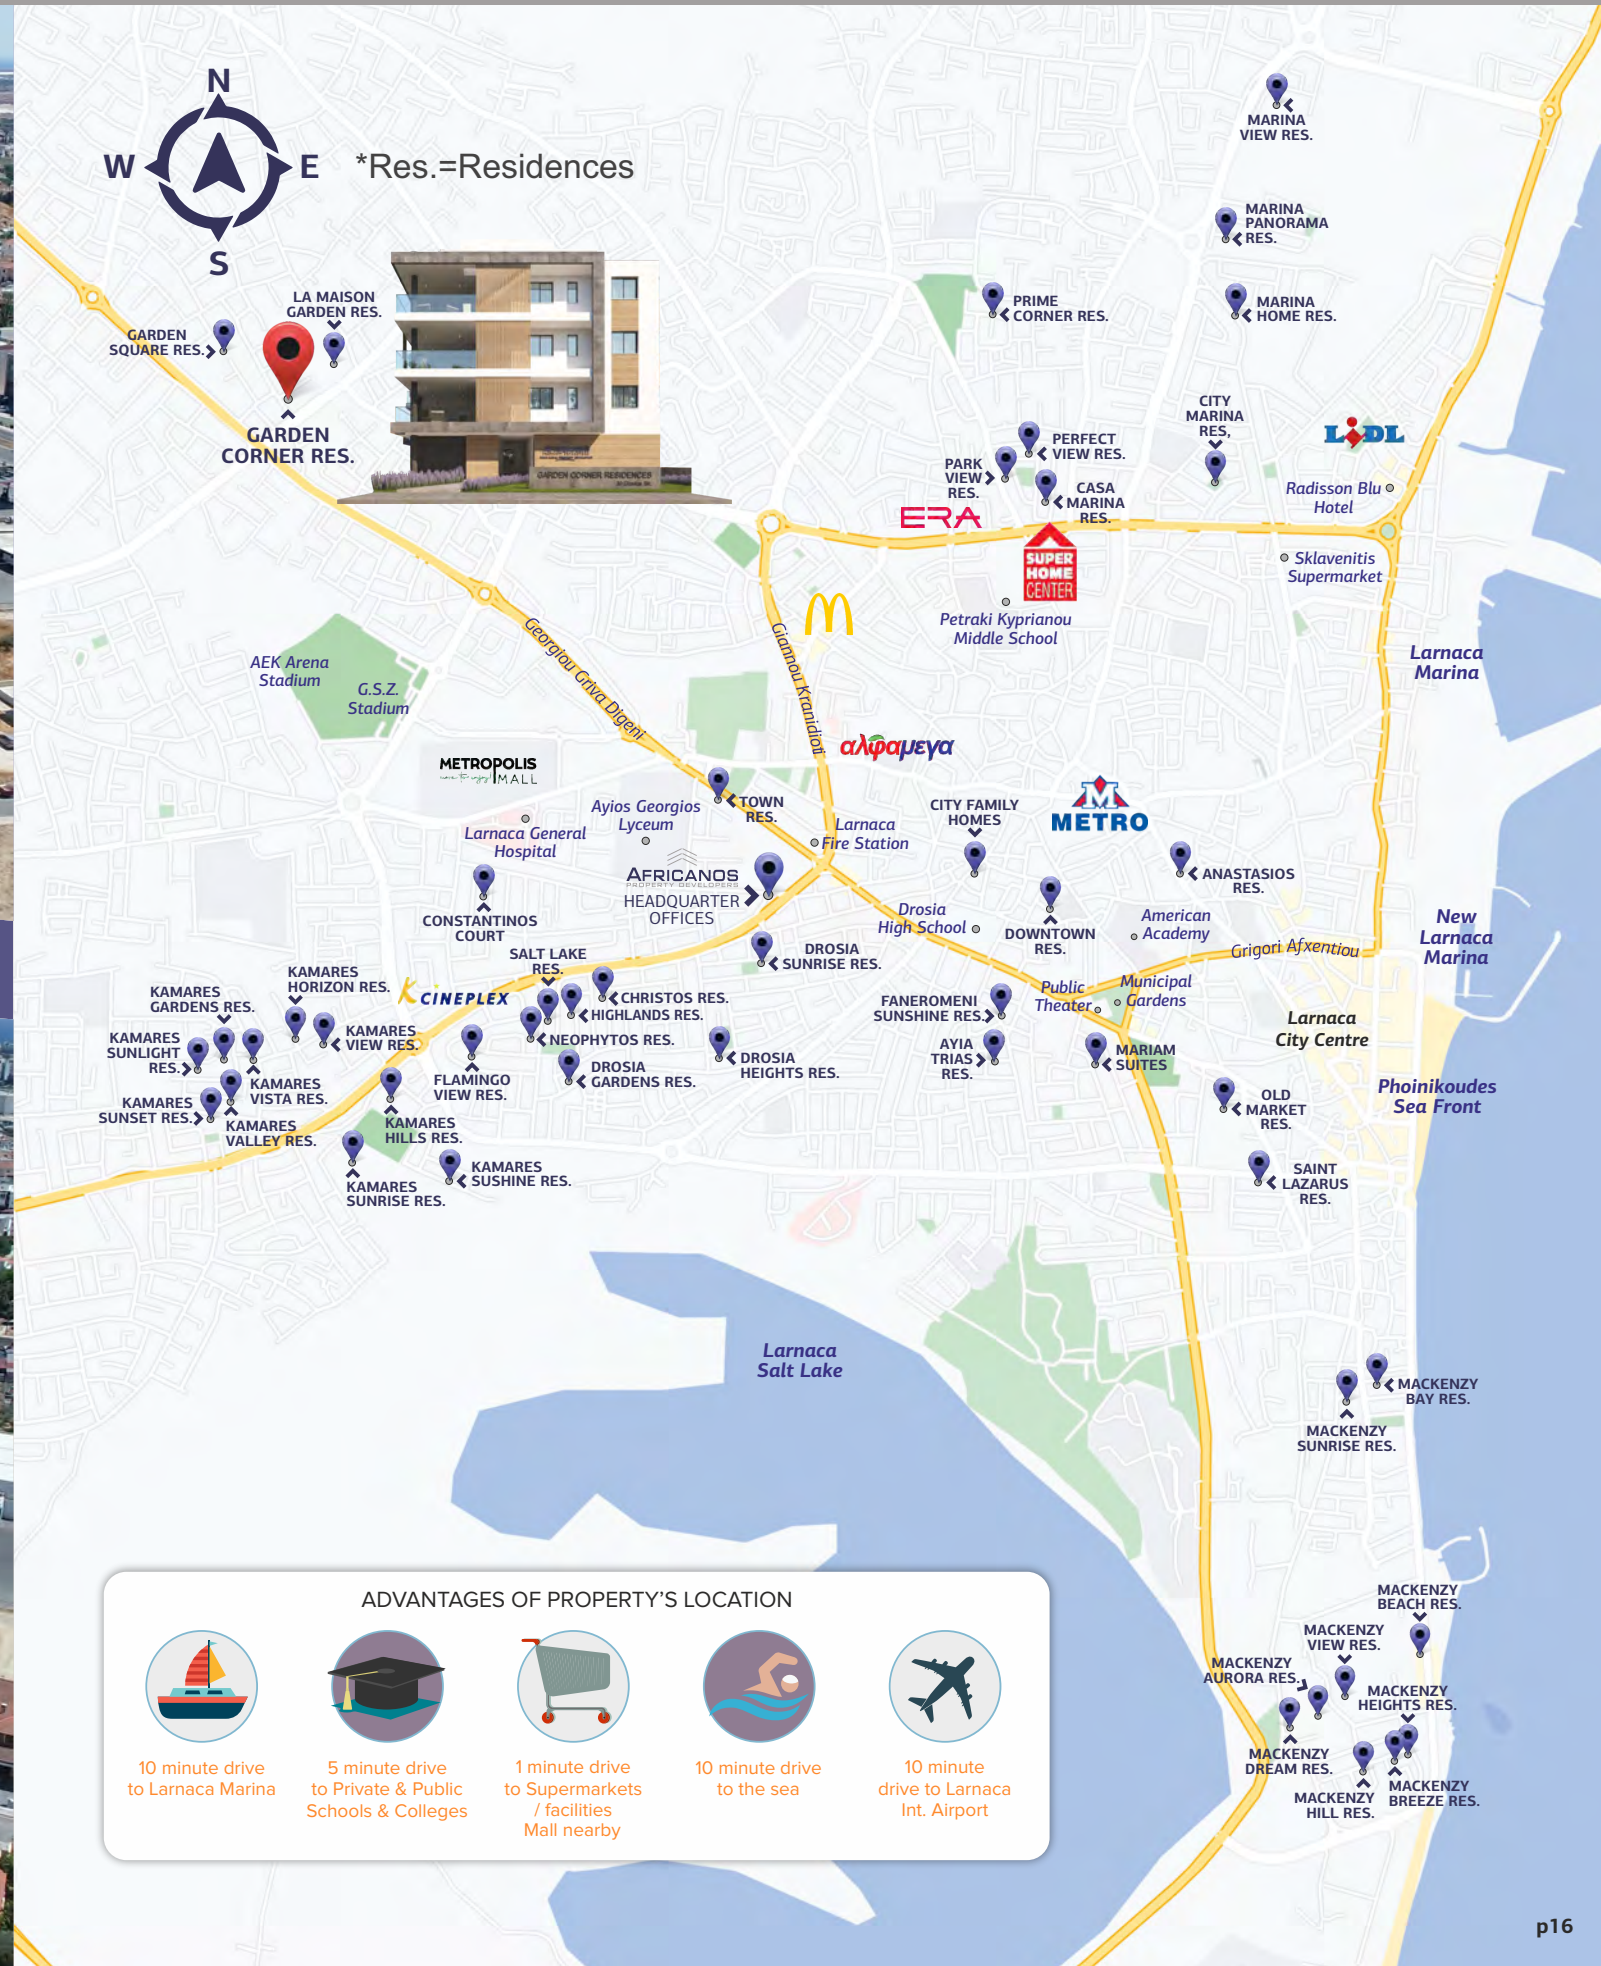 N
W
E
S
*Res.=Residences
MARINA
VIEW RES.
MARINA
PANORAMA
RES.
LA MAISON
GARDEN RES.
GARDEN
SQUARE RES.
GARDEN
CORNER RES.
GARDEN CORNER RESIDENCES
PRIME
CORNER RES.
MARINA
HOME RES.
CITY
MARINA
RES,
LIDL
PERFECT
VIEW RES.
PARK
VIEW
RES.
CASA
MARINA
RES.
Radisson Blu
Hotel
ERA
SUPER
HOME
CENTER
Sklavenitis
Supermarket
Petraki Kyprianou
Middle School
Georgiou Griva Digeni
Giannou Kranidioti
AEK Arena
Stadium
G.S.Z.
Stadium
Larnaca
Marina
αλφαμεγα
METROPOLIS
come to enjoy! MALL
TOWN
RES.
Ayios Georgios
Lyceum
Larnaca General
Hospital
Larnaca
Fire Station
CITY FAMILY
HOMES
METRO
AFRICANOS
PROPERTY DEVELOPERS
HEADQUARTER
OFFICES
ANASTASIOS
RES.
CONSTANTINOS
COURT
Drosia
High School
DOWNTOWN
RES.
American
Academy
Grigori Afxentiou
New
Larnaca
Marina
DROSIA
SUNRISE RES.
SALT LAKE
RES.
KAMARES
HORIZON RES.
KCINEPLEX
CHRISTOS RES.
HIGHLANDS RES.
NEOPHYTOS RES.
KAMARES
GARDENS RES.
KAMARES
VIEW RES.
KAMARES
SUNLIGHT
RES.
KAMARES
VISTA RES.
KAMARES
SUNSET RES.
KAMARES
VALLEY RES.
FLAMINGO
VIEW RES.
DROSIA
GARDENS RES.
DROSIA
HEIGHTS RES.
FANEROMENI
SUNSHINE RES.
Public
Theater
Municipal
Gardens
AYIA
TRIAS
RES.
MARIAM
SUITES
Larnaca
City Centre
OLD
MARKET
RES.
Phoinikoudes
Sea Front
KAMARES
HILLS RES.
KAMARES
SUNRISE RES.
KAMARES
SUSHINE RES.
SAINT
LAZARUS
RES.
Larnaca
Salt Lake
MACKENZY
BAY RES.
MACKENZY
SUNRISE RES.
MACKENZY
BEACH RES.
MACKENZY
VIEW RES.
MACKENZY
AURORA RES.
MACKENZY
HEIGHTS RES.
MACKENZY
DREAM RES.
MACKENZY
HILL RES.
MACKENZY
BREEZE RES.
ADVANTAGES OF PROPERTY’S LOCATION
10 minute drive
to Larnaca Marina
5 minute drive
to Private & Public
Schools & Colleges
1 minute drive
to Supermarkets
/ facilities
Mall nearby
10 minute drive
to the sea
10 minute
drive to Larnaca
Int. Airport
p16